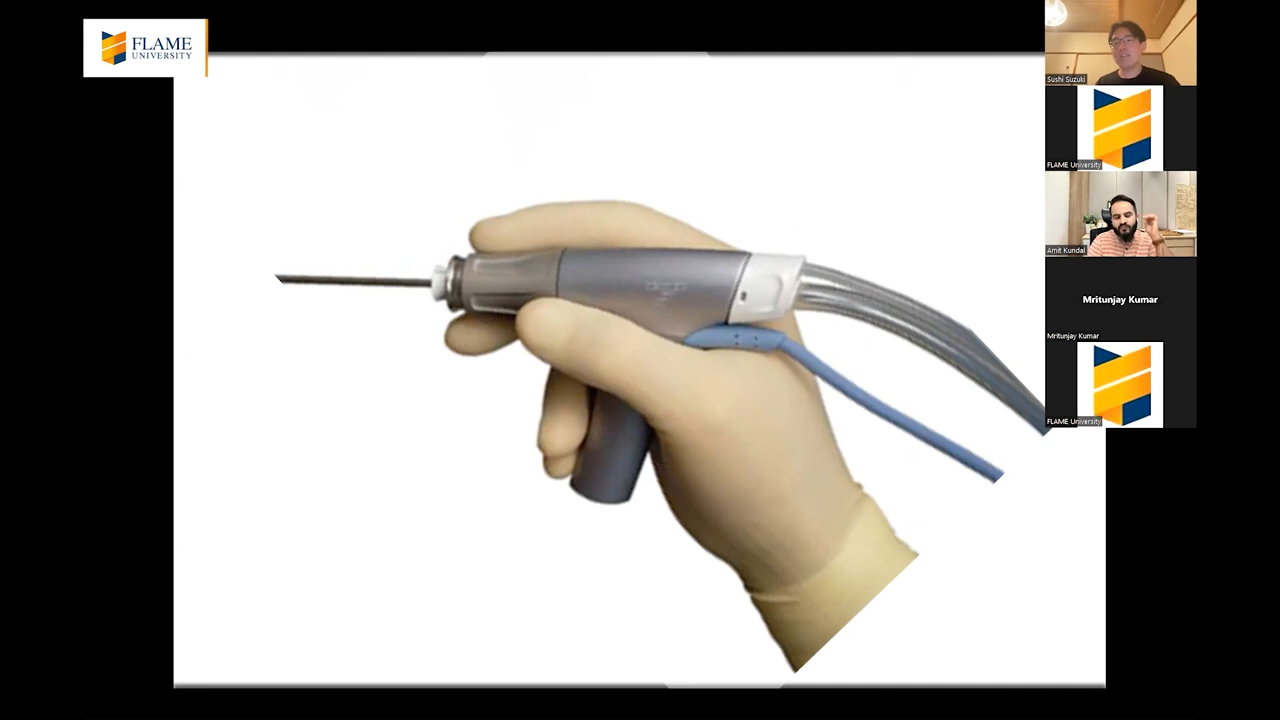 FLAME
UNIVERSITY
Sushi Suzuki
FLAME University
Amit Kundal
Mritunjay Kumar
Mritunjay Kumar
FLAME University